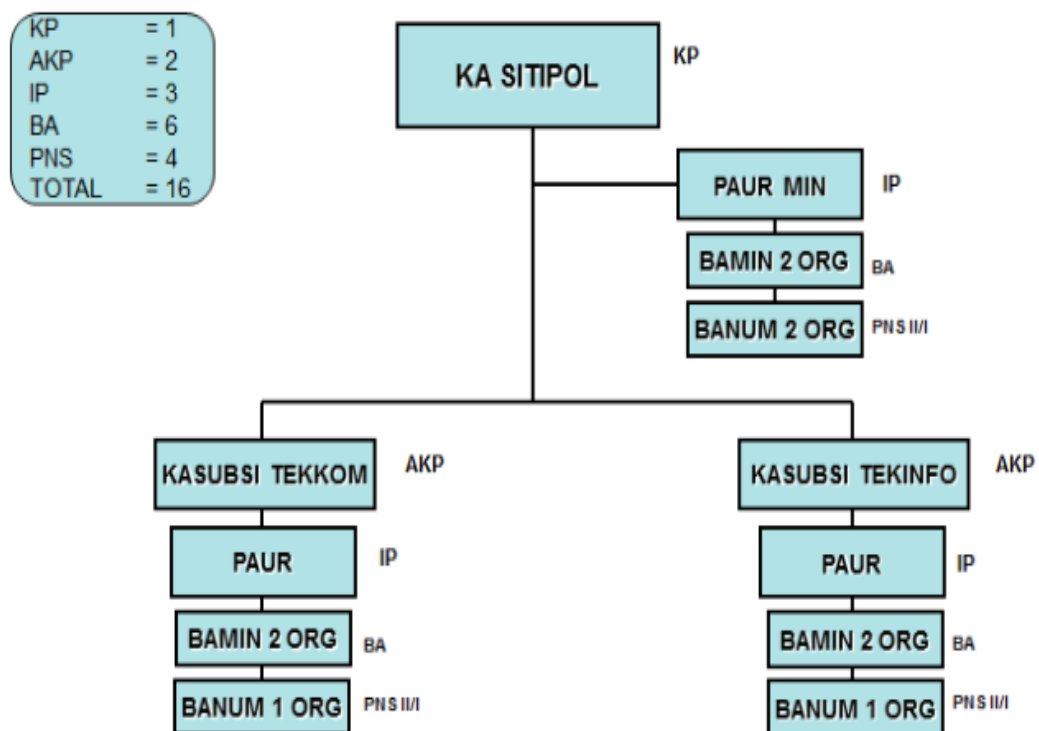 KP = 1
AKP = 2
IP = 3
BA = 6
PNS = 4
TOTAL = 16
KA SITIPOL
KP
PAUR MIN
IP
BAMIN 2 ORG
BA
BANUM 2 ORG
PNS II/I
KASUBSI TEKKOM
AKP
PAUR
IP
BAMIN 2 ORG
BA
BANUM 1 ORG
PNS II/I
KASUBSI TEKINFO
AKP
PAUR
IP
BAMIN 2 ORG
BA
BANUM 1 ORG
PNS II/I